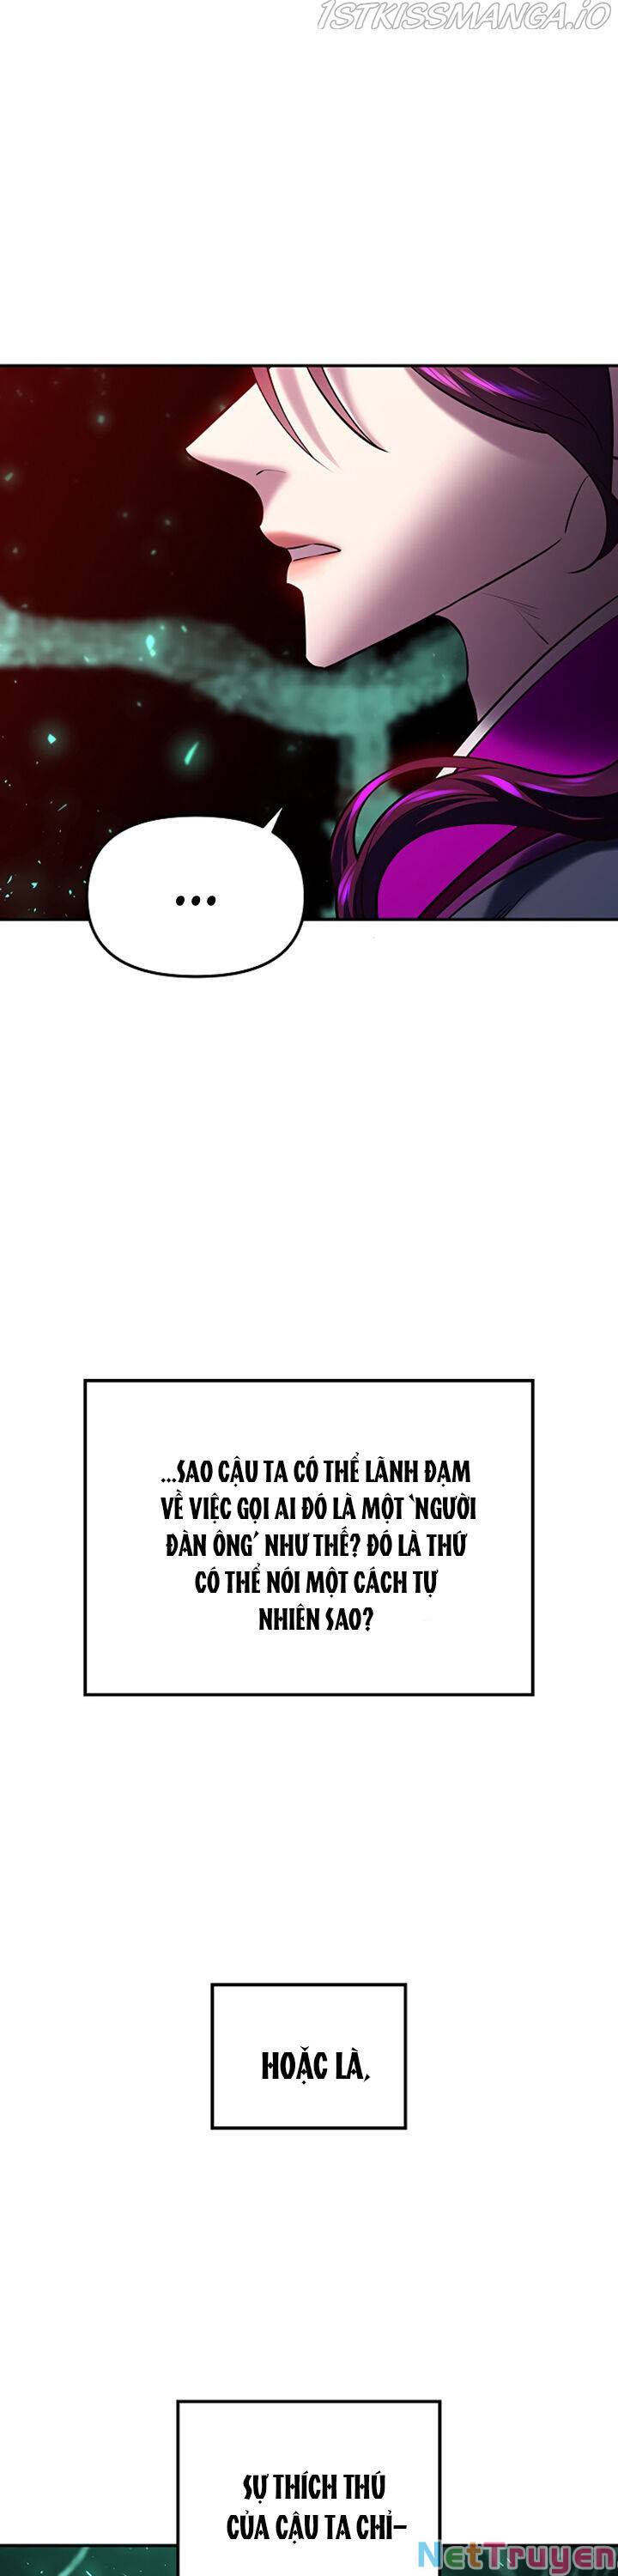 1STKISSMANGA.iO
...
...SAO CẬU TA CÓ THỂ LÃNH ĐẠM
VỀ VIỆC GỌI AI ĐÓ LÀ MỘT 'NGƯỜI
ĐÀN ÔNG' NHƯ THẾ? ĐÓ LÀ THỨ
CÓ THỂ NÓI MỘT CÁCH TỰ
NHIÊN SAO?
HOẶC LÀ,
SỰ THÍCH THÚ
CỦA CẬU TA CHỈ-
NetTruyen